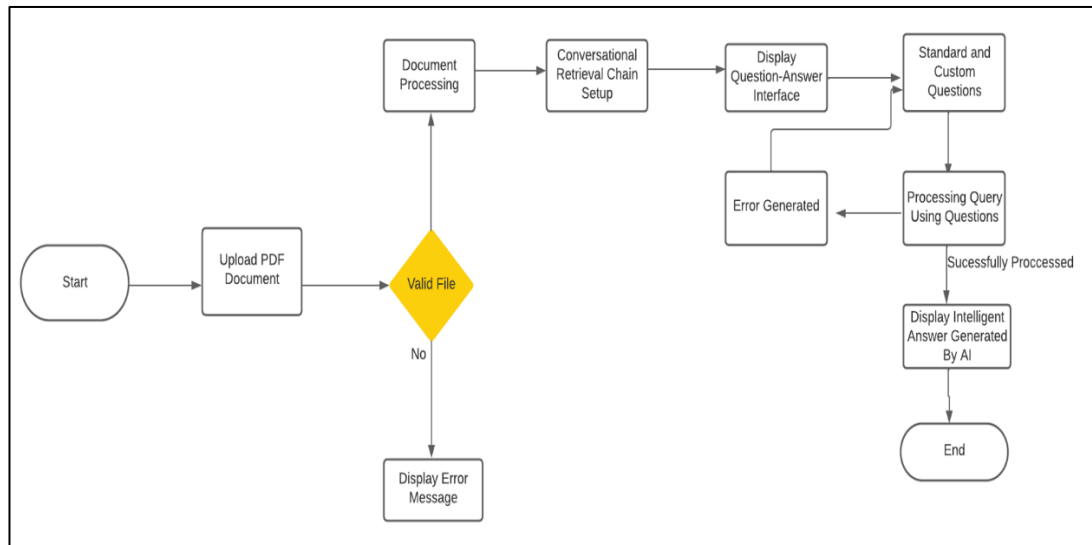 Start
Upload PDF
Document
Valid File
No
Display Error
Message
Document
Processing
Conversational
Retrieval Chain
Setup
Display
Question-Answer
Interface
Standard and
Custom
Questions
Processing Query
Using Questions
Error Generated
Sucessfully Proccessed
Display Intelligent
Answer Generated
By AI
End